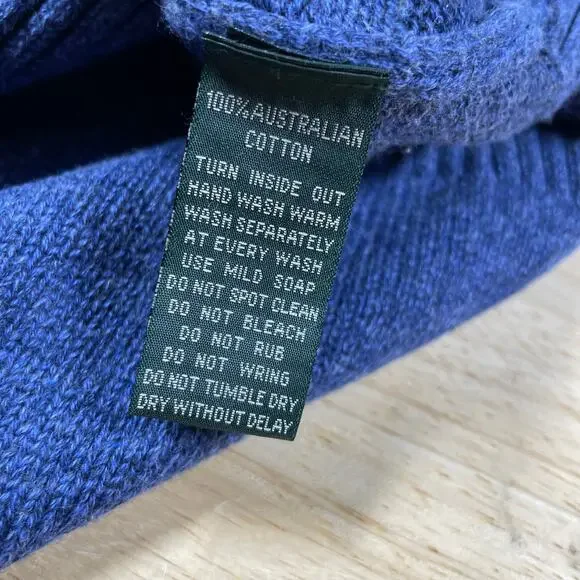 100% AUSTRALIAN
COTTON
TURN INSIDE OUT
HAND WASH WARM
WASH SEPARATELY
AT EVERY WASH
USE MILD SOAP
DO NOT SPOT CLEAN
DO NOT BLEACH
DO NOT RUB
DO NOT WRING
DO NOT TUMBLE DRY
DRY WITHOUT DELAY